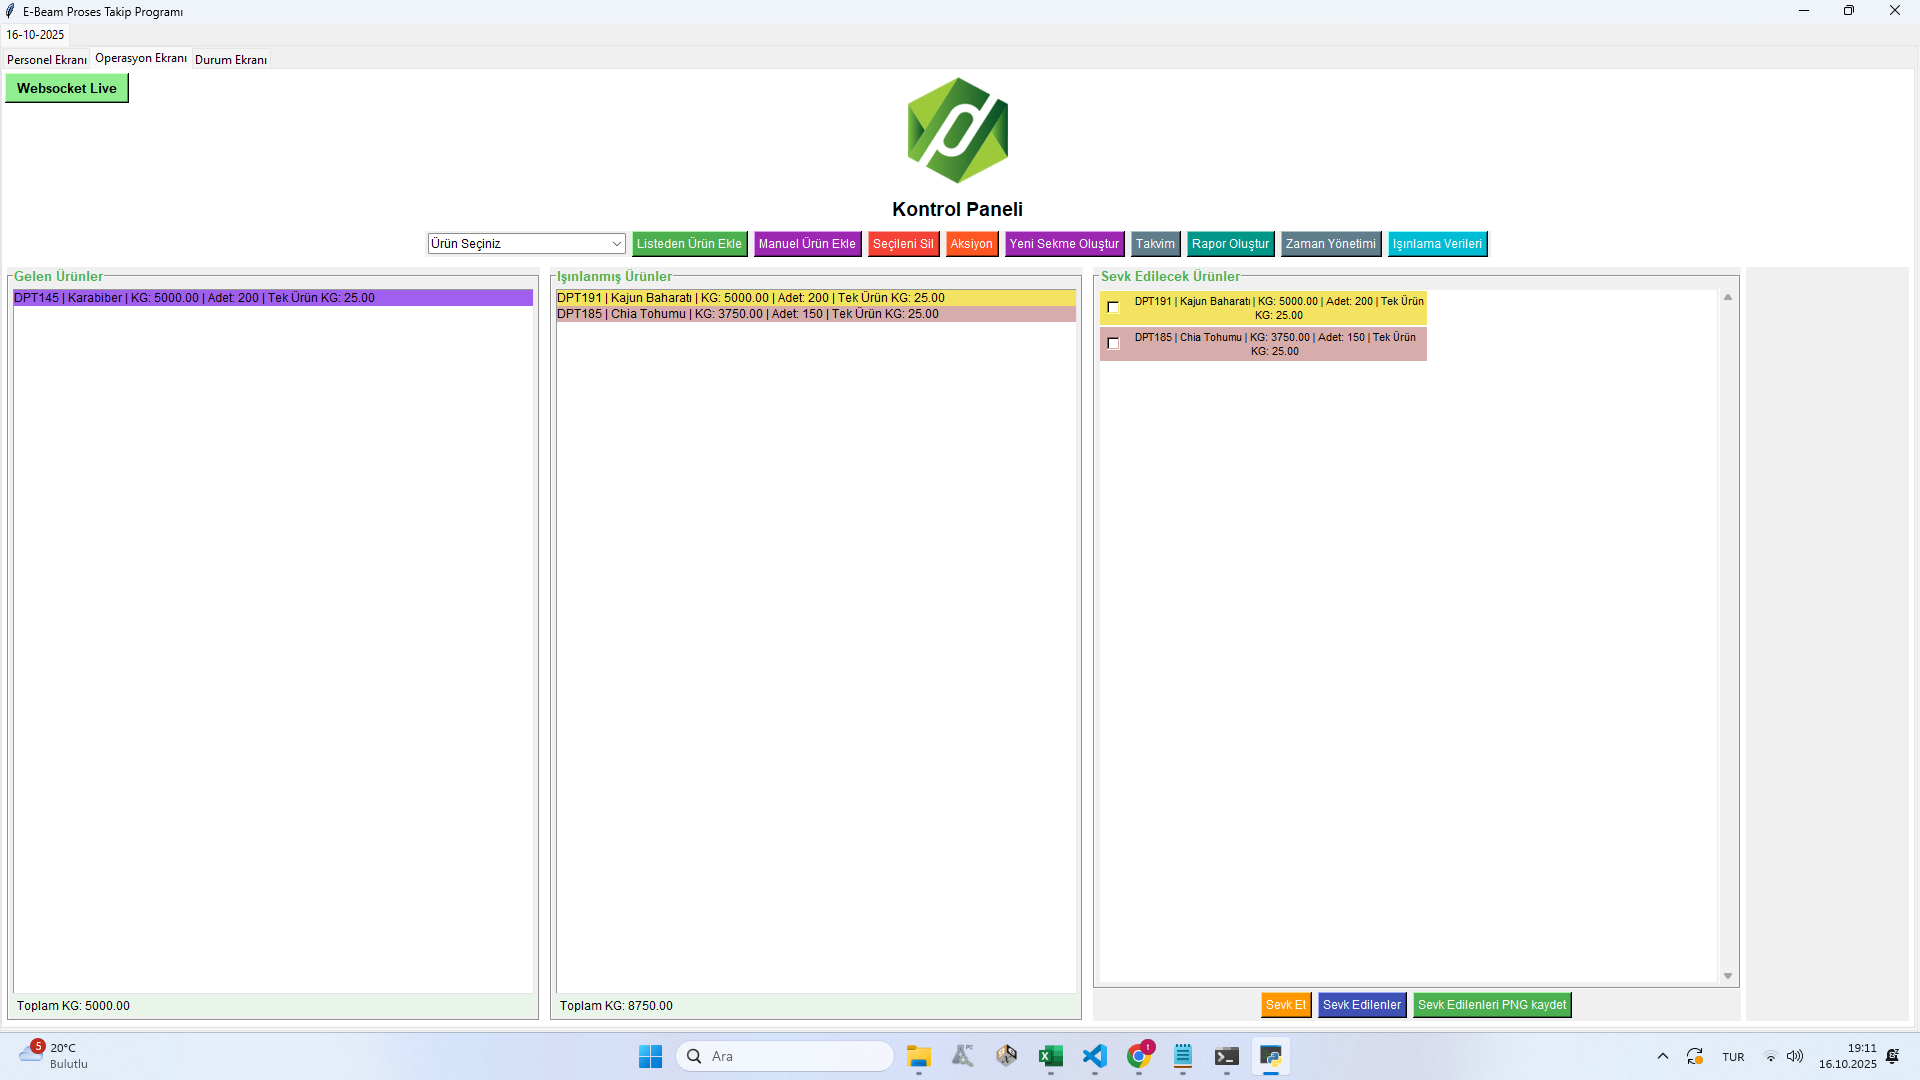 E-Beam Proses Takip Programı
16-10-2025
Personel Ekranı Operasyon Ekranı Durum Ekranı
Websocket Live
Kontrol Paneli
Ürün Seçiniz Listeden Ürün Ekle Manuel Ürün Ekle Seçileni Sil Aksiyon Yeni Sekme Oluştur Takvim Rapor Oluştur Zaman Yönetimi Işınlama Verileri
Gelen Ürünler
DPT145 | Karabiber | KG: 5000.00 | Adet: 200 | Tek Ürün KG: 25.00
Toplam KG: 5000.00
Işınlanmış Ürünler
DPT191 | Kajun Baharatı | KG: 5000.00 | Adet: 200 | Tek Ürün KG: 25.00
DPT185 | Chia Tohumu | KG: 3750.00 | Adet: 150 | Tek Ürün KG: 25.00
Toplam KG: 8750.00
Sevk Edilecek Ürünler
DPT191 | Kajun Baharatı | KG: 5000.00 | Adet: 200 | Tek Ürün
KG: 25.00
DPT185 | Chia Tohumu | KG: 3750.00 | Adet: 150 | Tek Ürün
KG: 25.00
Sevk Et Sevk Edilenler Sevk Edilenleri PNG kaydet
5
20°C
Bulutlu
Ara
t
TUR
19:11
16.10.2025